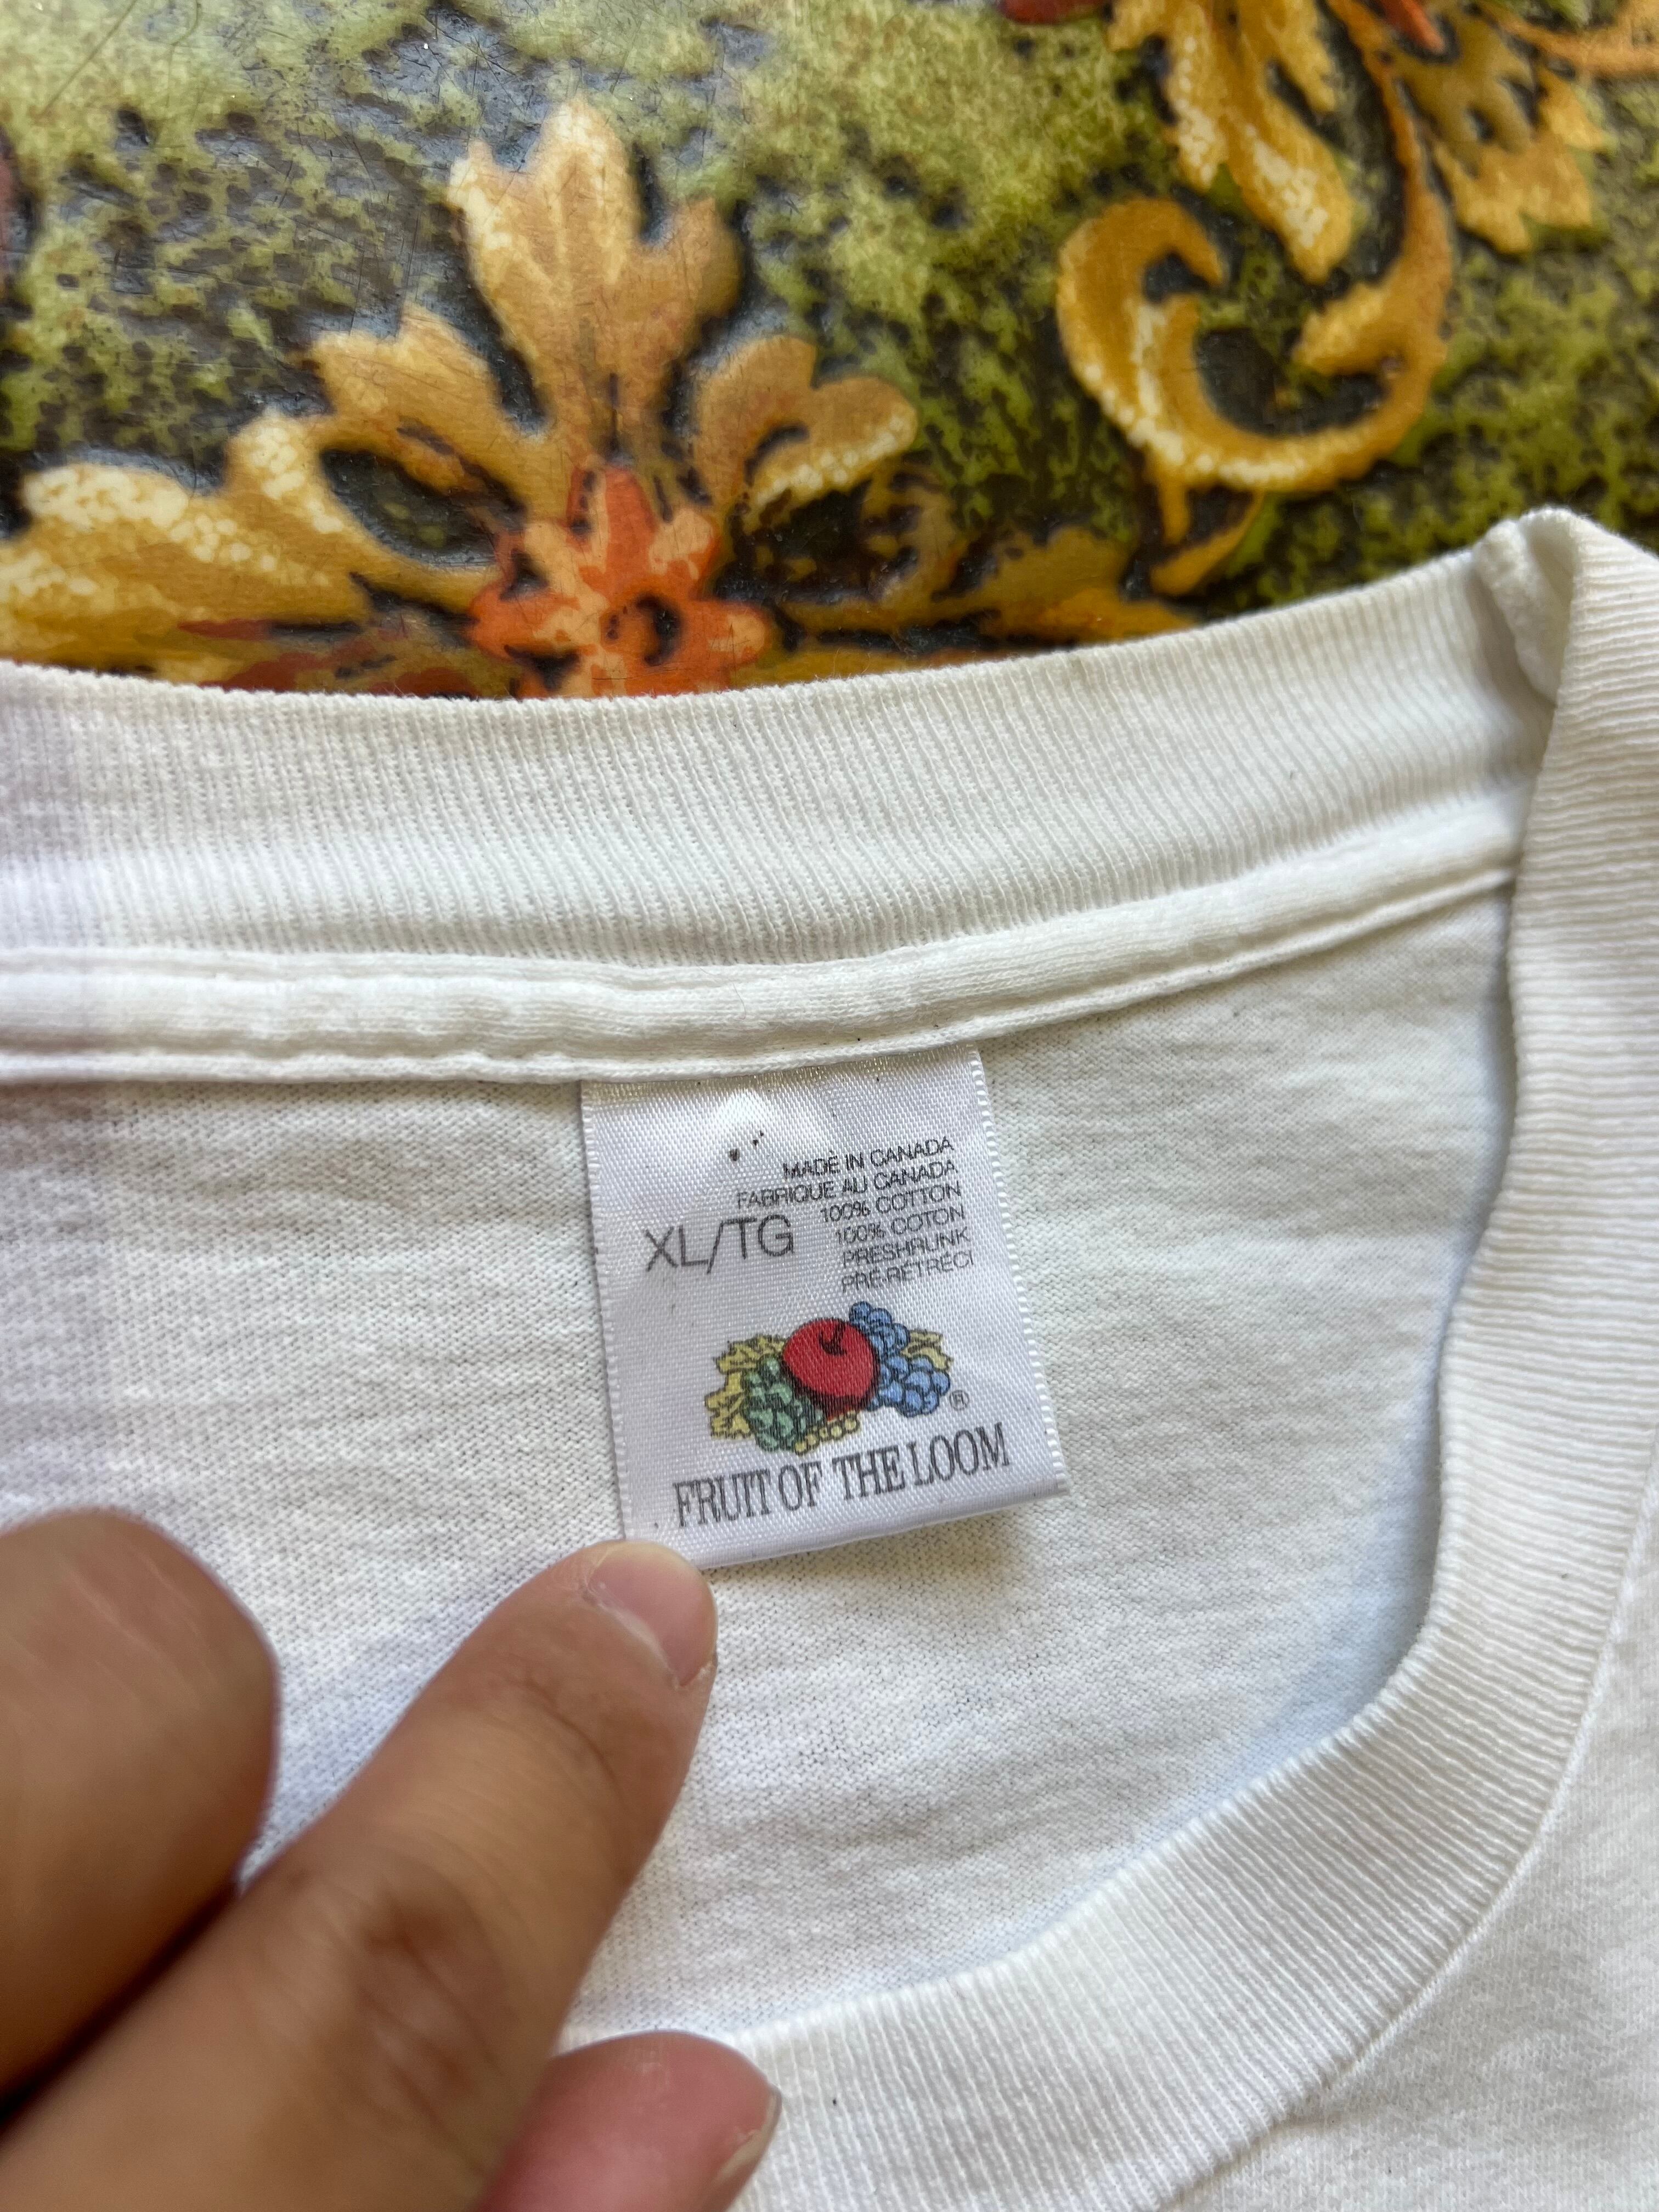 MADE IN CANADA
FABRIQUE AU CANADA
XL/TG
100% COTTON
100% COTON
PRESHRUNK
PRÉ-RÉTRÉCI
®
FRUIT OF THE LOOM